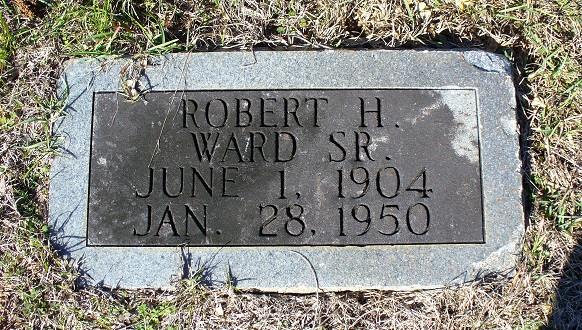 ROBERT H.
WARD SR.
JUNE 1, 1904
JAN. 28, 1950